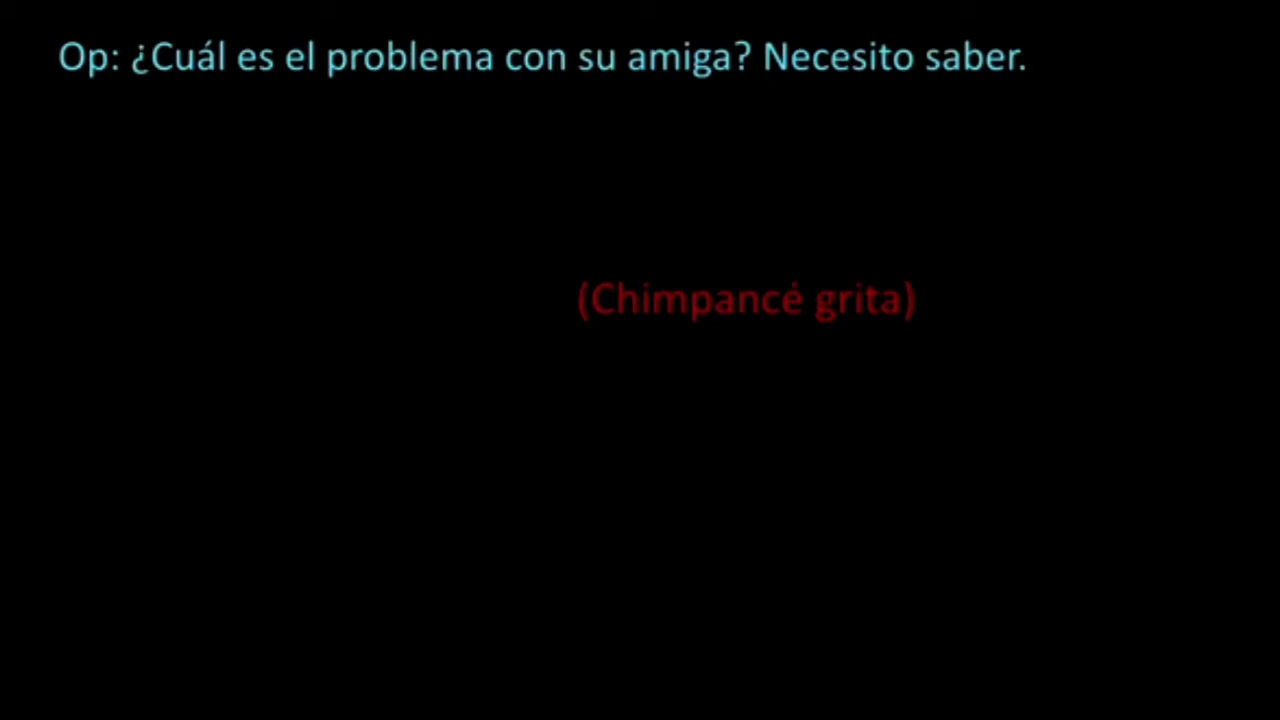 Op: ¿Cuál es el problema con su amiga? Necesito saber.
(Chimpancé grita)